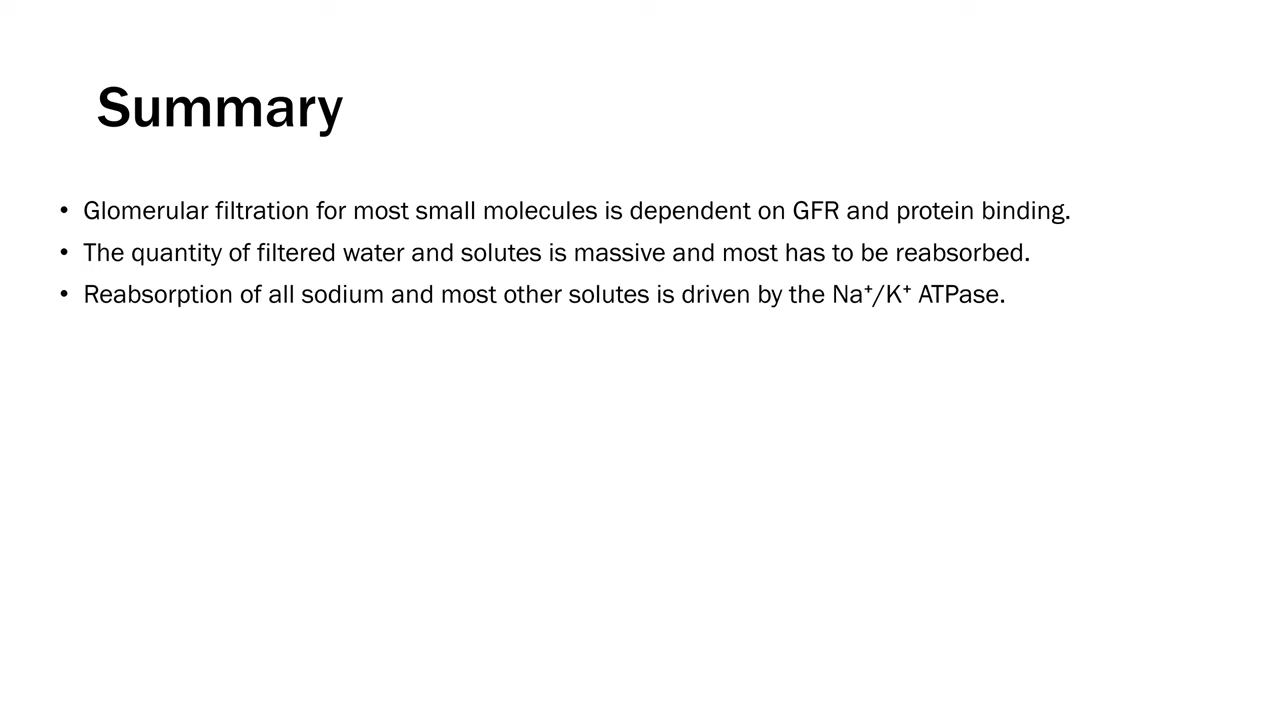 Summary
• Glomerular filtration for most small molecules is dependent on GFR and protein binding.
• The quantity of filtered water and solutes is massive and most has to be reabsorbed.
• Reabsorption of all sodium and most other solutes is driven by the Na⁺/K⁺ ATPase.